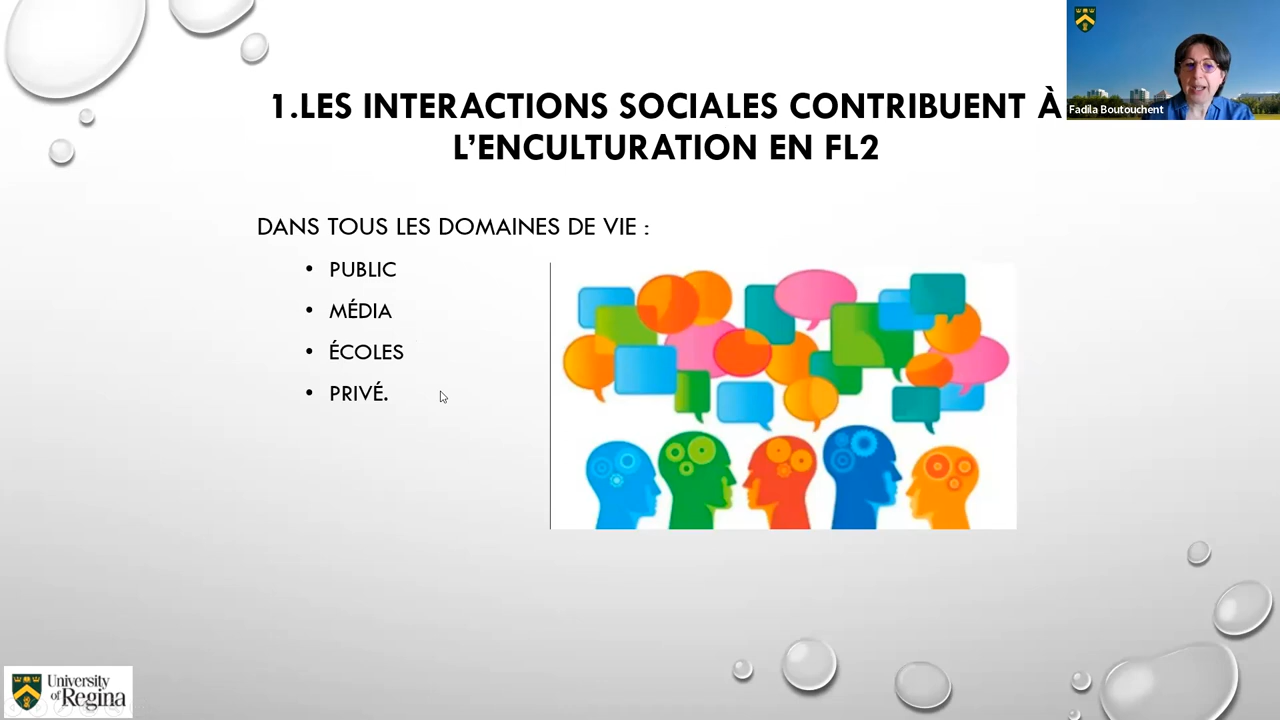 1.LES INTERACTIONS SOCIALES CONTRIBUENT À
L'ENCULTURATION EN FL2
Fadila Boutouchent
DANS TOUS LES DOMAINES DE VIE :
• PUBLIC
• MÉDIA
• ÉCOLES
• PRIVÉ.
University
of Regina